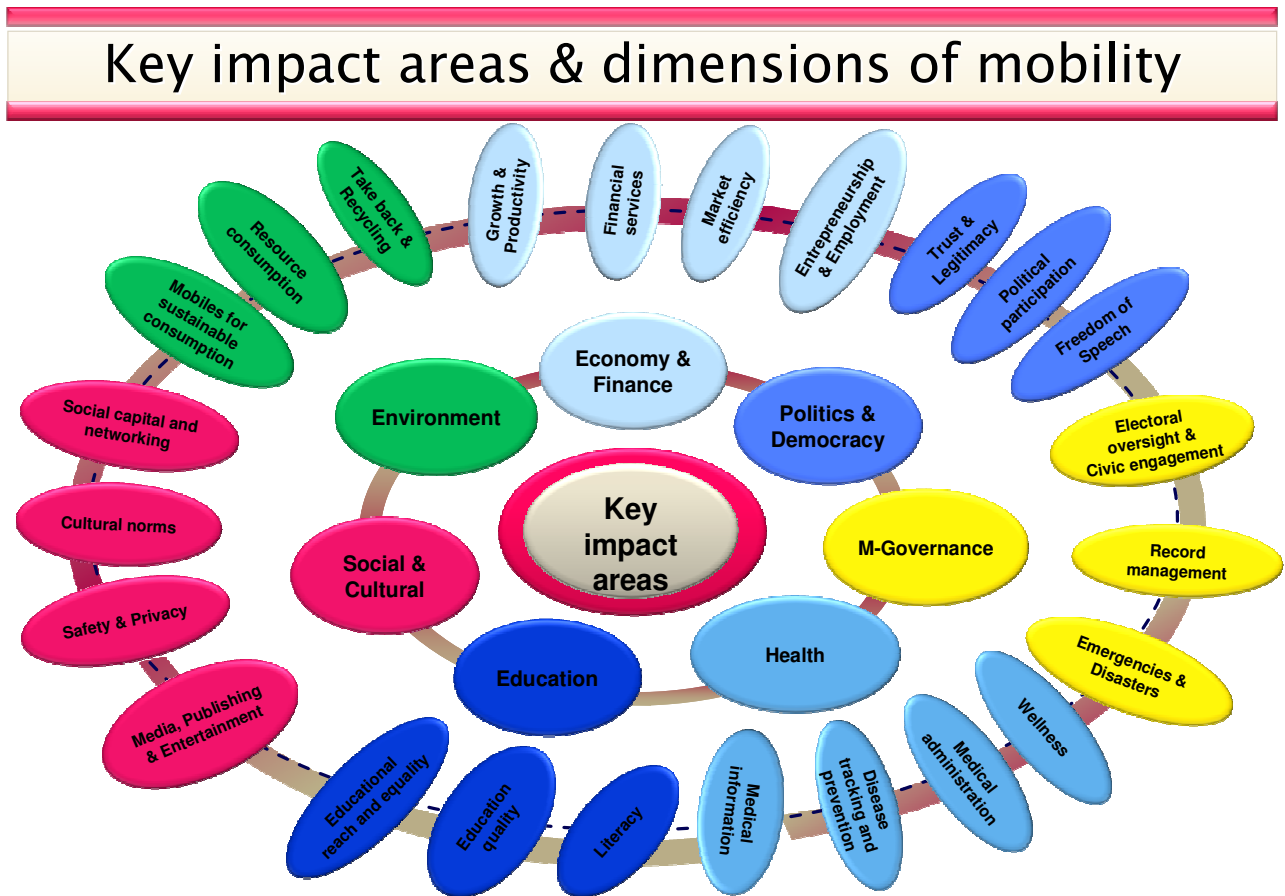 Key impact areas & dimensions of mobility
Take back &
Recycling
Growth &
Productivity
Financial
services
Market
efficiency
Entrepreneurship
& Employment
Trust &
Legitimacy
Political
participation
Freedom of
Speech
Resource
consumption
Mobiles for
sustainable
consumption
Social capital and
networking
Cultural norms
Safety & Privacy
Media, Publishing
& Entertainment
Environment
Economy &
Finance
Politics &
Democracy
Key
impact
areas
Social &
Cultural
M-Governance
Education
Health
Electoral
oversight &
Civic engagement
Record
management
Emergencies &
Disasters
Wellness
Medical
administration
Disease
tracking and
prevention
Medical
information
Literacy
Education
quality
Educational
reach and equality